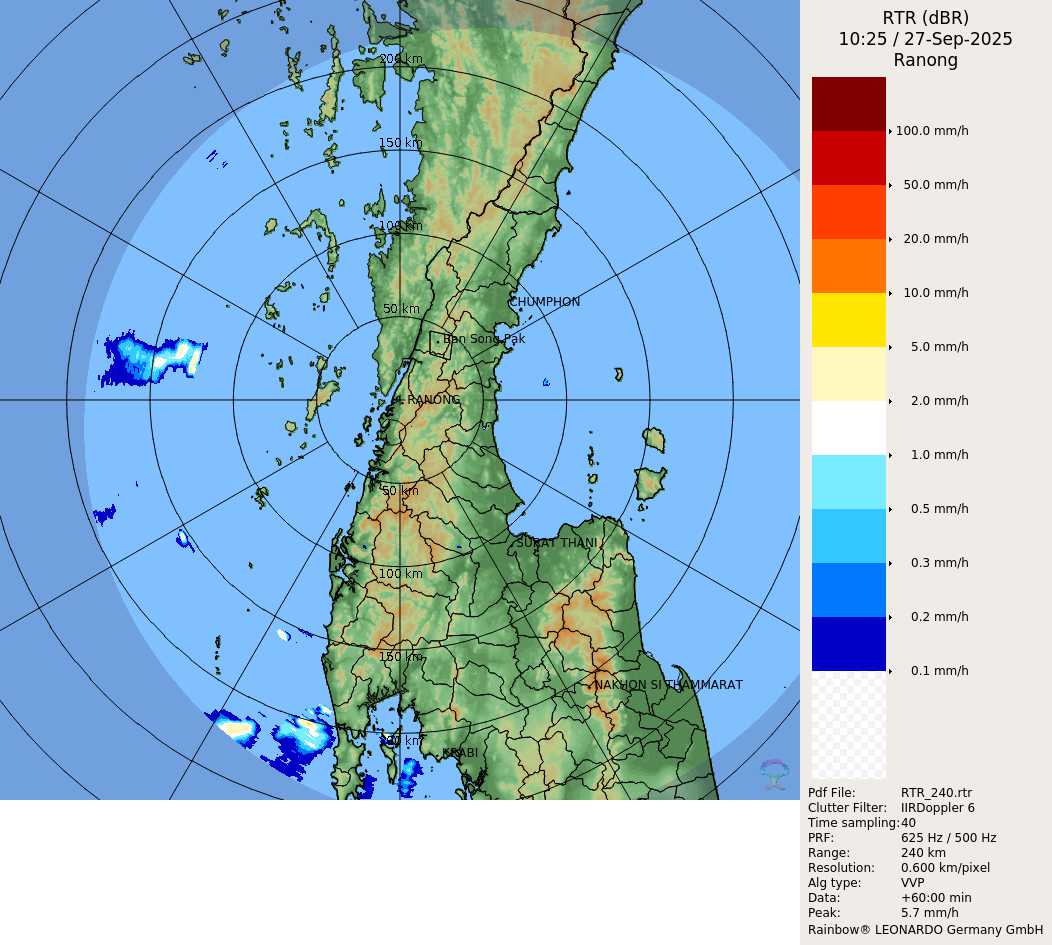 RTR (dBR)
10:25 / 27-Sep-2025
Ranong
200 km
150 km
100 km
50 km
CHUMPHON
Ban Song Pak
RANONG
50 km
SURAT THANI
100 km
150 km
NAKHON SI THAMMARAT
200 km
KRABI
100.0 mm/h
50.0 mm/h
20.0 mm/h
10.0 mm/h
5.0 mm/h
2.0 mm/h
1.0 mm/h
0.5 mm/h
0.3 mm/h
0.2 mm/h
0.1 mm/h
Pdf File: RTR_240.rtr
Clutter Filter: IIRDoppler 6
Time sampling:40
PRF: 625 Hz / 500 Hz
Range: 240 km
Resolution: 0.600 km/pixel
Alg type: VVP
Data: +60:00 min
Peak: 5.7 mm/h
Rainbow® LEONARDO Germany GmbH